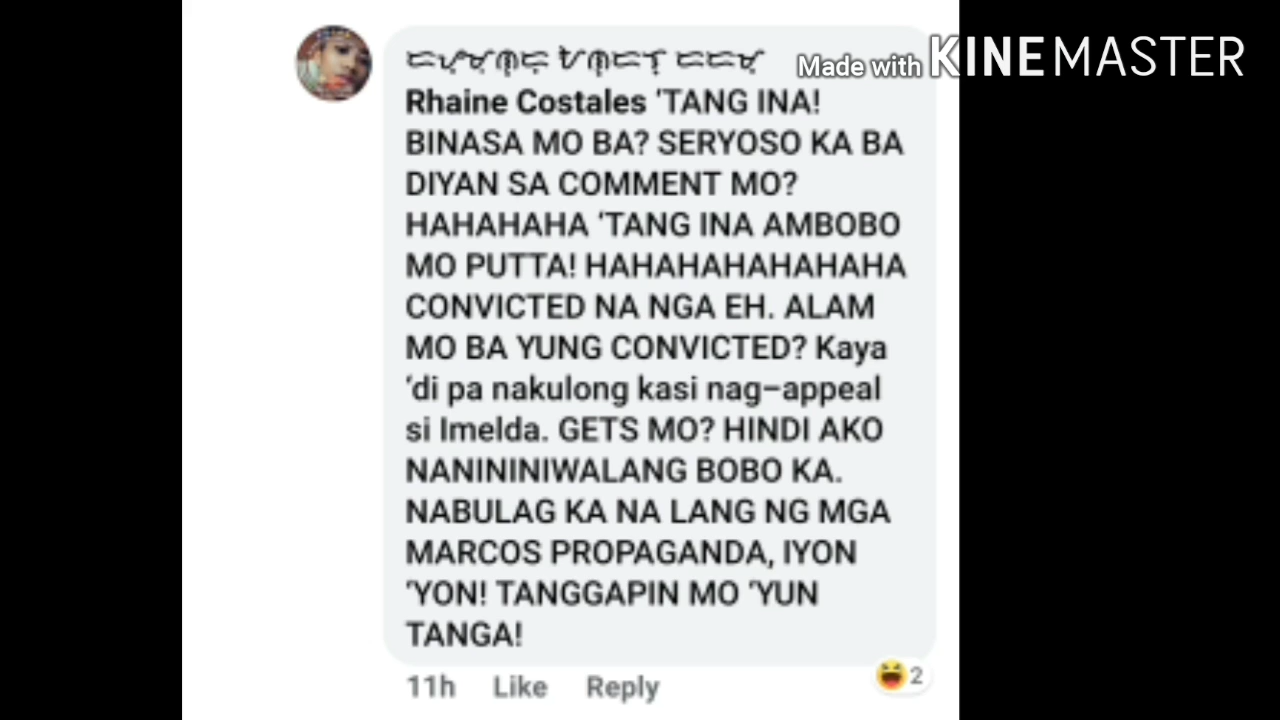 Made with KINEMASTER
Rhaine Costales 'TANG INA!
BINASA MO BA? SERYOSO KA BA
DIYAN SA COMMENT MO?
HAHAHAHA 'TANG INA AMBOBO
MO PUTTA! HAHAHAHAHAHAHA
CONVICTED NA NGA EH. ALAM
MO BA YUNG CONVICTED? Kaya
'di pa nakulong kasi nag–appeal
si Imelda. GETS MO? HINDI AKO
NANININIWALANG BOBO KA.
NABULAG KA NA LANG NG MGA
MARCOS PROPAGANDA, IYON
'YON! TANGGAPIN MO 'YUN
TANGA!
2
11h Like Reply